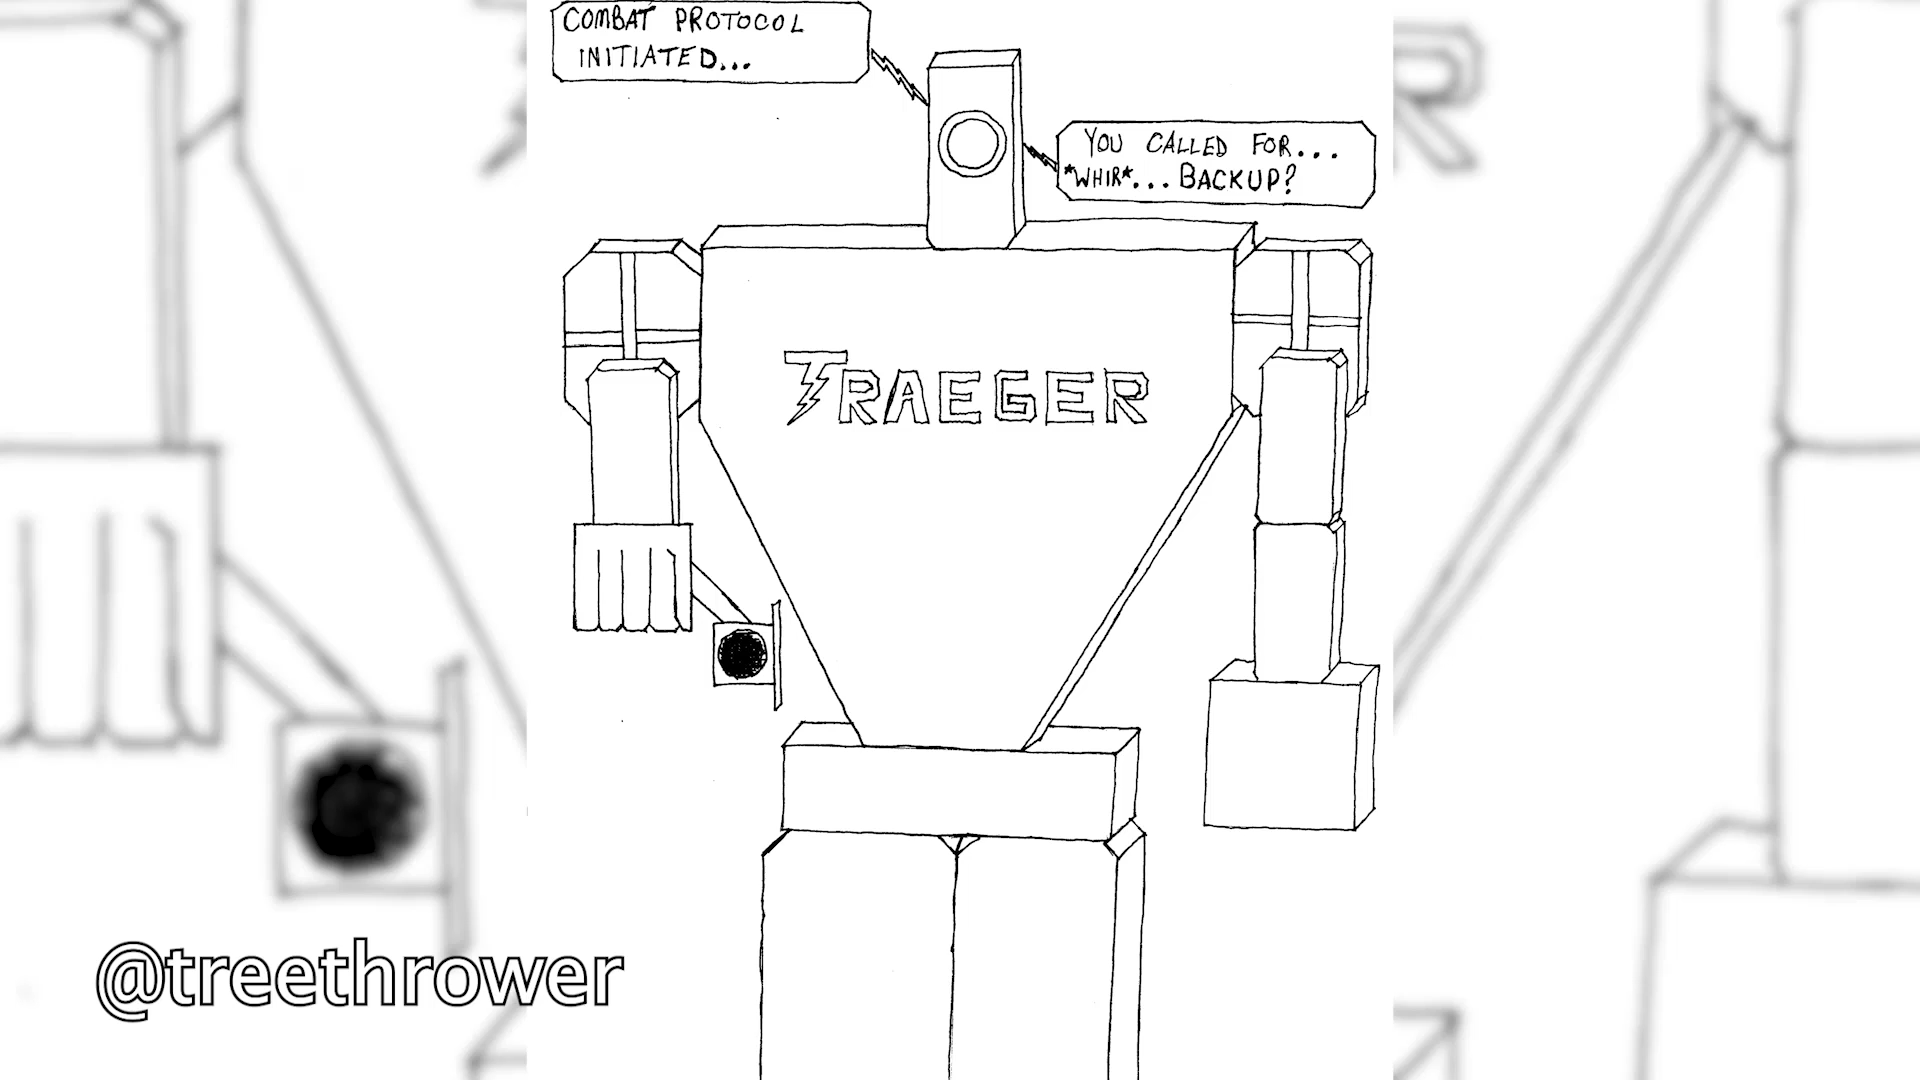 COMBAT PROTOCOL
INITIATED...
YOU CALLED FOR...
*WHIR*... BACKUP?
TRAEGER
@treethrower